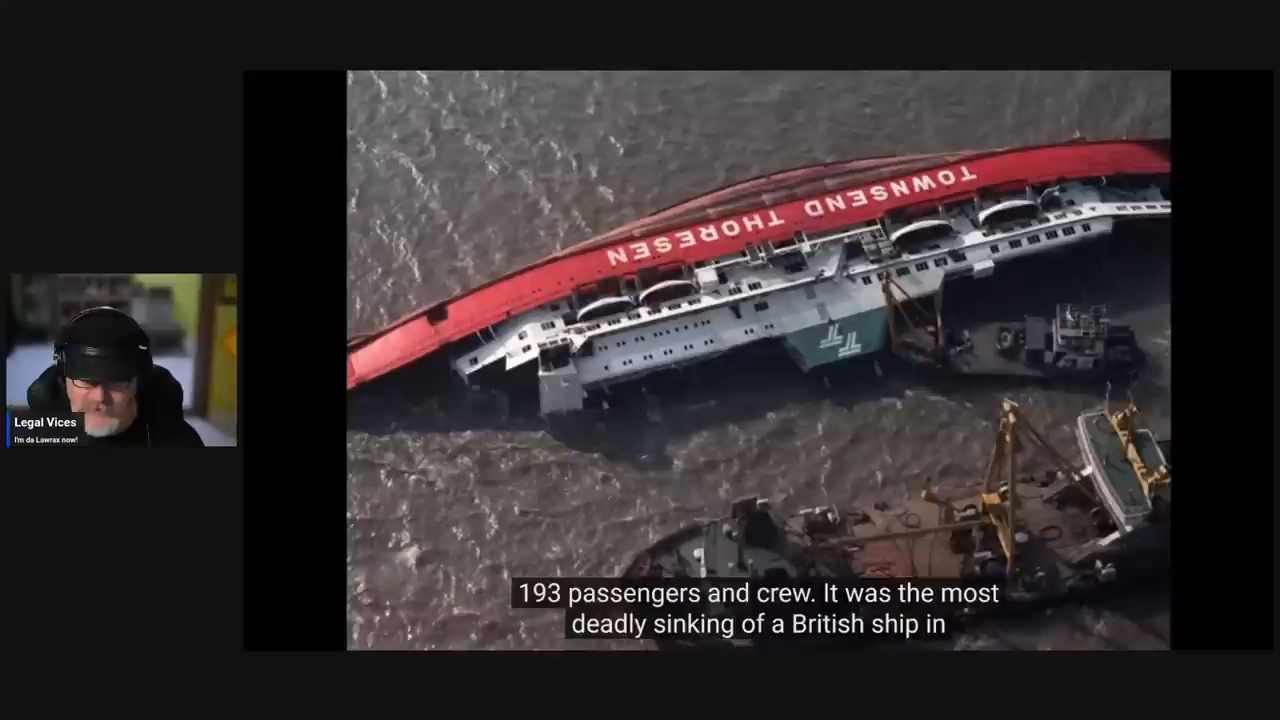 TOWNSEND THORESEN
Legal Vices
I'm da Lawrax now!
193 passengers and crew. It was the most
deadly sinking of a British ship in